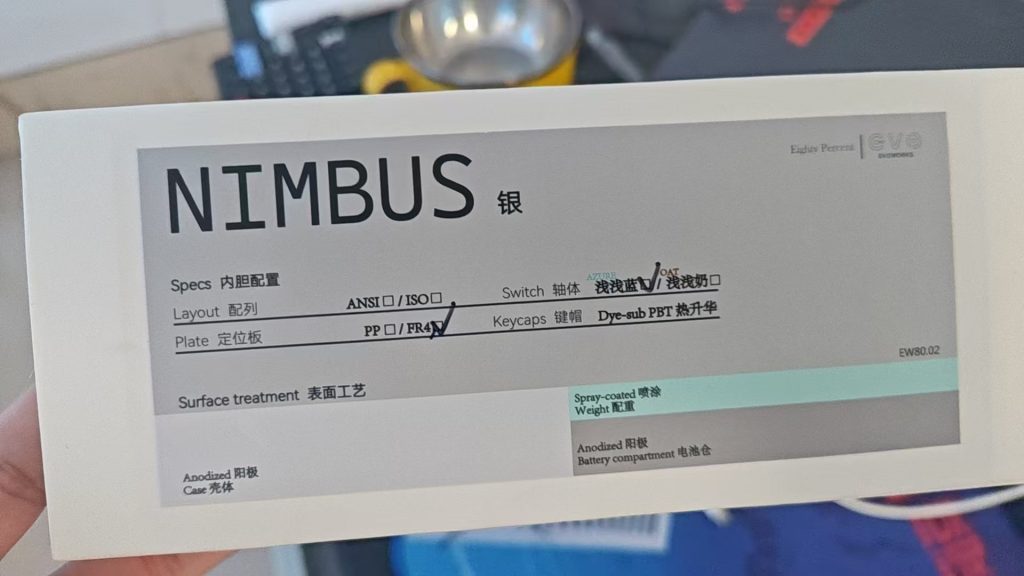 Eighty Percent
evo
EVOWORKS
NIMBUS 银
Specs 内胆配置
Layout 配列 ANSI □ / ISO □
Switch 轴体 浅浅蓝 ☑ / 浅浅奶 □
AZURE OAT
Plate 定位板 PP □ / FR4 ☑
Keycaps 键帽 Dye-sub PBT 热升华
EW80.02
Surface treatment 表面工艺
Spray-coated 喷涂
Weight 配重
Anodized 阳极
Case 壳体
Anodized 阳极
Battery compartment 电池仓